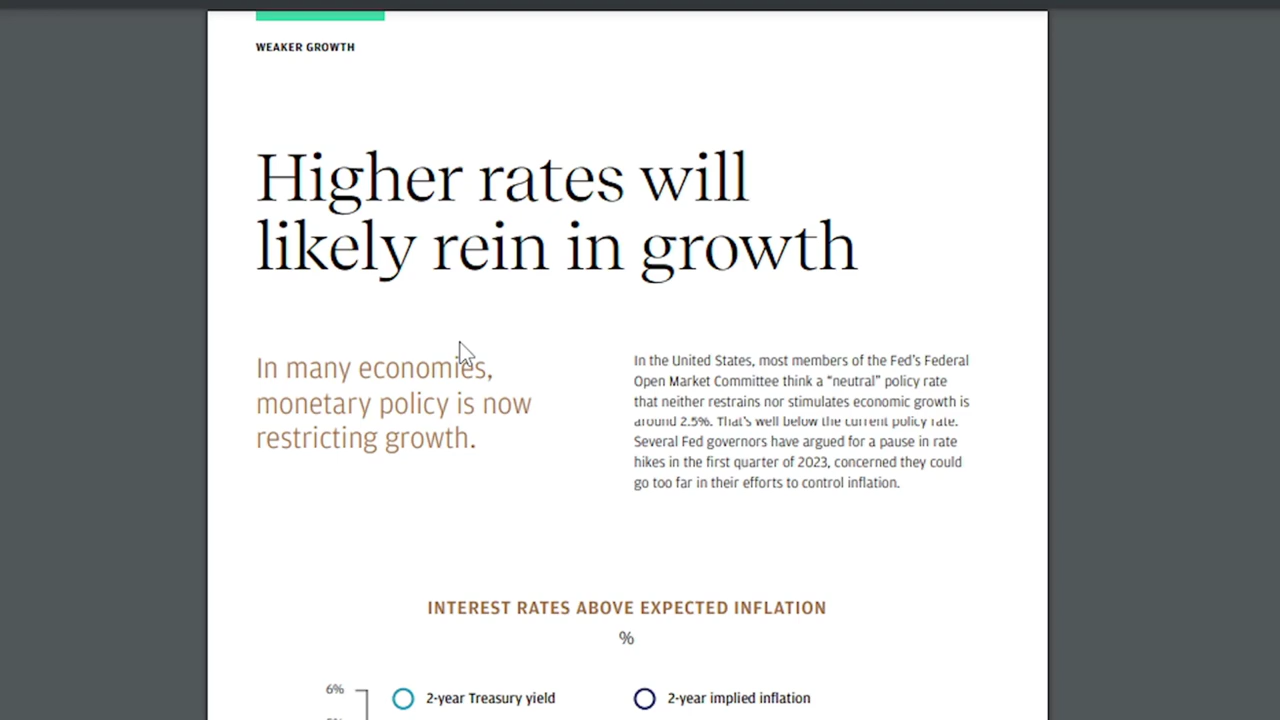 WEAKER GROWTH
Higher rates will
likely rein in growth
In many economies,
monetary policy is now
restricting growth.
In the United States, most members of the Fed's Federal
Open Market Committee think a “neutral” policy rate
that neither restrains nor stimulates economic growth is
around 2.5%. That's well below the current policy rate.
Several Fed governors have argued for a pause in rate
hikes in the first quarter of 2023, concerned they could
go too far in their efforts to control inflation.
INTEREST RATES ABOVE EXPECTED INFLATION
%
6%
2-year Treasury yield
2-year implied inflation